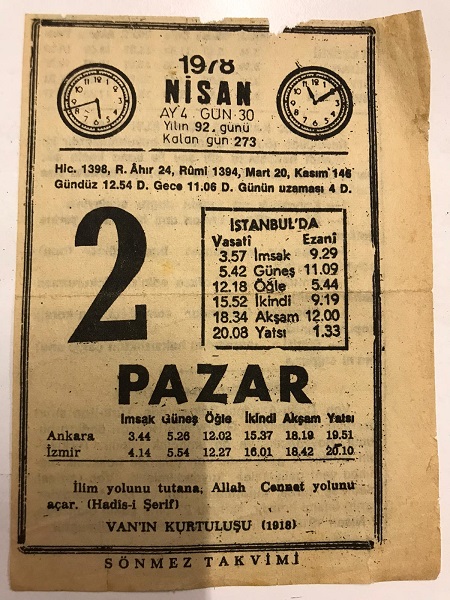 1978
NİSAN
AY 4 GÜN 30
Yılın 92. günü
Kalan gün 273
Hic. 1398, R. Âhır 24, Rûmi 1394, Mart 20, Kasım 146
Gündüz 12.54 D. Gece 11.06 D. Günün uzaması 4 D.
2
İSTANBUL'DA
Vasatî Ezanî
3.57 İmsak 9.29
5.42 Güneş 11.09
12.18 Öğle 5.44
15.52 İkindi 9.19
18.34 Akşam 12.00
20.08 Yatsı 1.33
PAZAR
İmsak Güneş Öğle İkindi Akşam Yatsı
Ankara 3.44 5.26 12.02 15.37 18.19 19.51
İzmir 4.14 5.54 12.27 16.01 18.42 20.10
İlim yolunu tutana, Allah Cennet yolunu
açar. (Hadis-i Şerif)
VAN'IN KURTULUŞU (1918)
SÖNMEZ TAKVİMİ